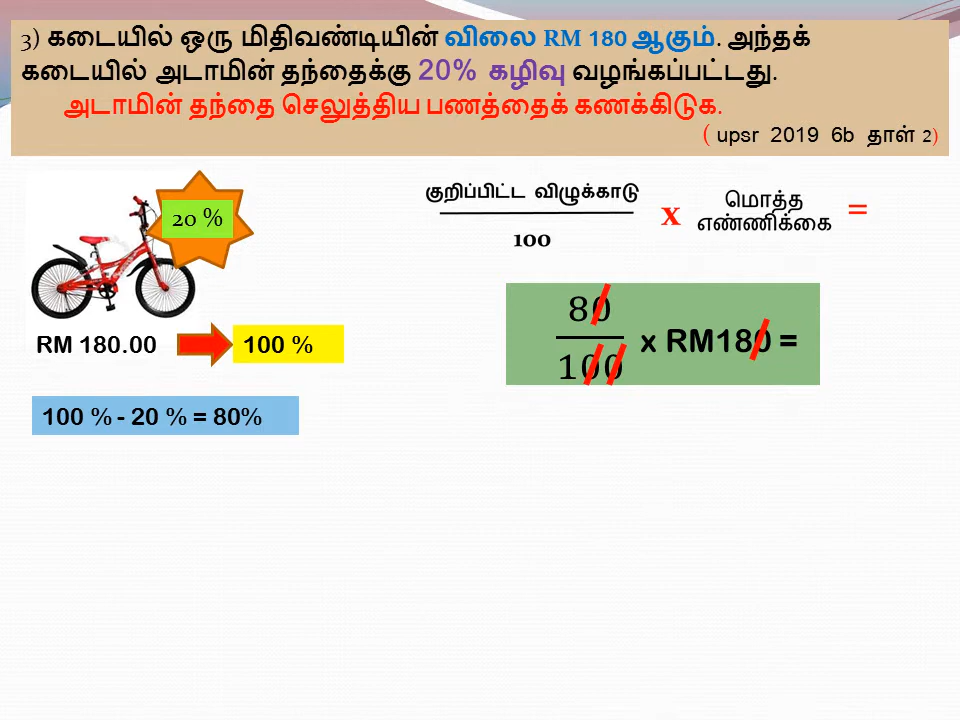 3) கடையில் ஒரு மிதிவண்டியின் விலை RM 180 ஆகும். அந்தக்
கடையில் அடாமின் தந்தைக்கு 20% கழிவு வழங்கப்பட்டது.
அடாமின் தந்தை செலுத்திய பணத்தைக் கணக்கிடுக.
( upsr 2019 6b தாள் 2)
20 %
குறிப்பிட்ட விழுக்காடு
100
x
மொத்த
எண்ணிக்கை
=
RM 180.00
100 %
80
100
x RM180 =
100 % - 20 % = 80%